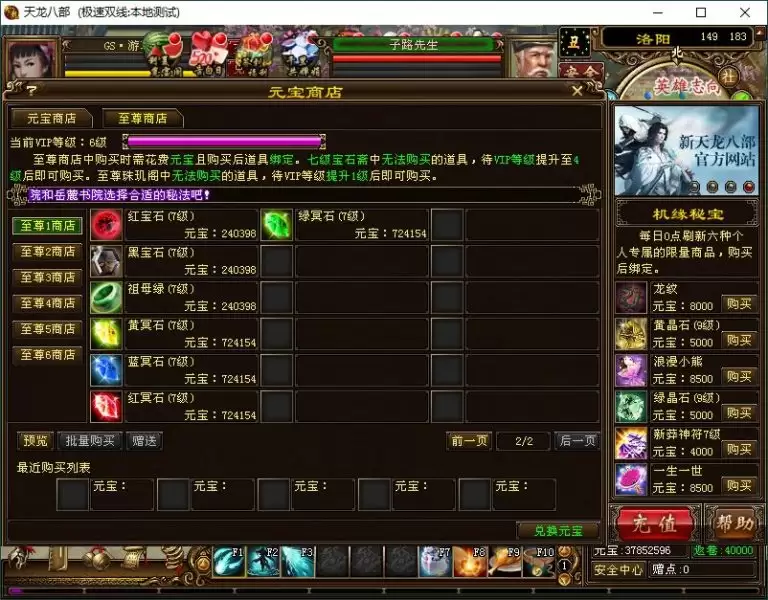 天龙八部 (极速双线:本地测试)
GS·游
子路先生
丑
洛阳
149 183
北
安全
社
英雄志向
?
元宝商店
元宝商店
至尊商店
当前VIP等级：6级
至尊商店中购买时需花费元宝且购买后道具绑定。七级宝石斋中无法购买的道具，待VIP等级提升至4
级后即可购买。至尊珠玑阁中无法购买的道具，待VIP等级提升1级后即可购买。
院和岳麓书院选择合适的秘法吧！
至尊1商店
至尊2商店
至尊3商店
至尊4商店
至尊5商店
至尊6商店
红宝石(7级)
元宝：240398
绿冥石(7级)
元宝：724154
黑宝石(7级)
元宝：240398
祖母绿(7级)
元宝：240398
黄冥石(7级)
元宝：724154
蓝冥石(7级)
元宝：724154
红冥石(7级)
元宝：724154
预览
批量购买
赠送
前一页
2/2
后一页
最近购买列表
元宝：
元宝：
元宝：
元宝：
元宝：
兑换元宝
新天龙八部
官方网站
机缘秘宝
每日0点刷新六种个
人专属的限量商品，购买
后绑定。
龙纹
元宝：8000
购买
黄晶石(9级)
元宝：5000
购买
浪漫小熊
元宝：8500
购买
绿晶石(9级)
元宝：5000
购买
新莽神符7级
元宝：4000
购买
一生一世
元宝：8500
购买
充值
帮助
元宝:37852596
返卷:40000
安全中心
赠点:0
F1
F2
F3
F7
F8
F9
F10
1